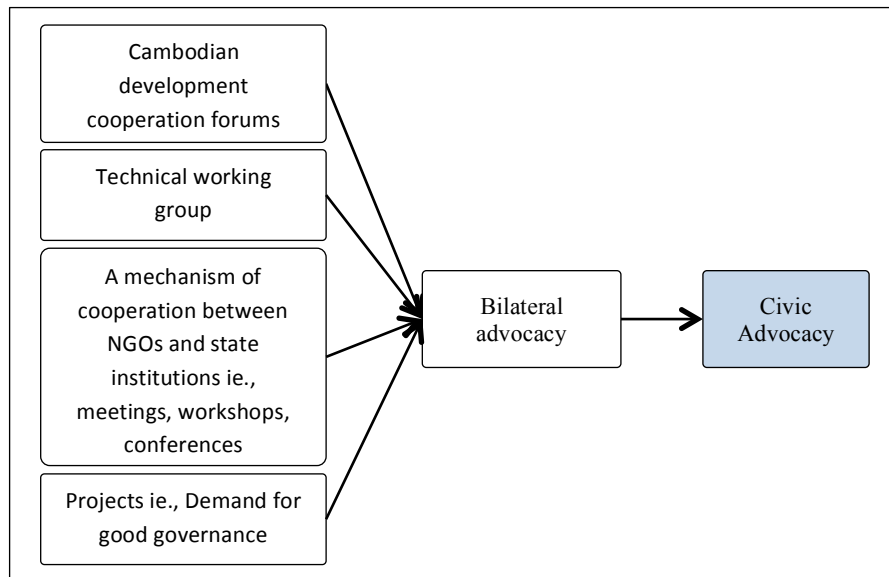 Cambodian
development
cooperation forums
Technical working
group
A mechanism of
cooperation between
NGOs and state
institutions ie.,
meetings, workshops,
conferences
Projects ie., Demand for
good governance
Bilateral
advocacy
Civic
Advocacy